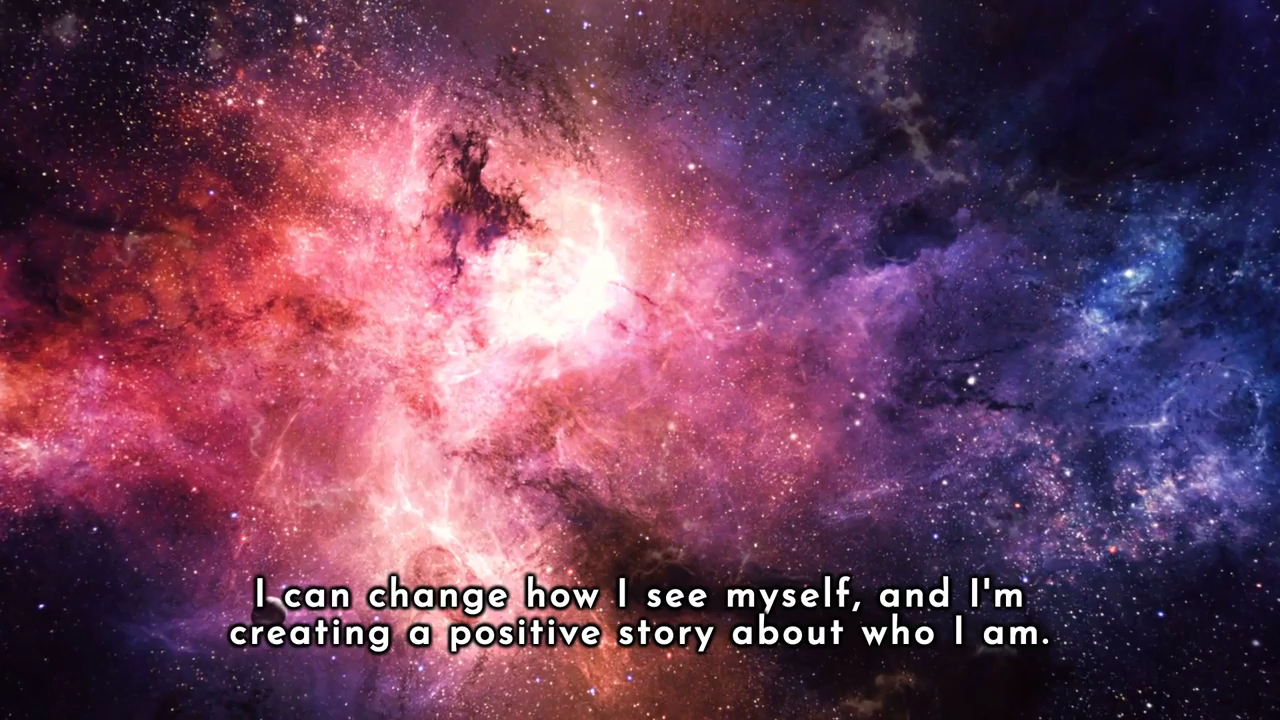 I can change how I see myself, and I'm
creating a positive story about who I am.